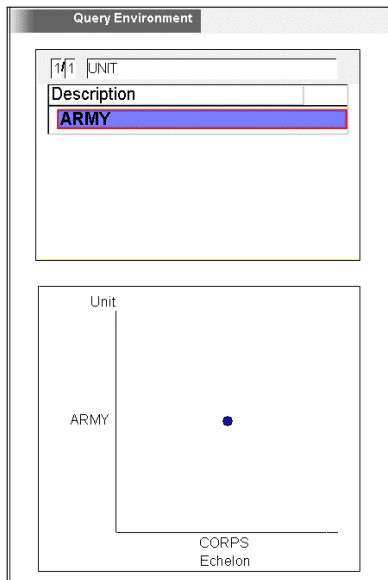 Query Environment
1/1 UNIT
Description
ARMY
Unit
ARMY
CORPS
Echelon